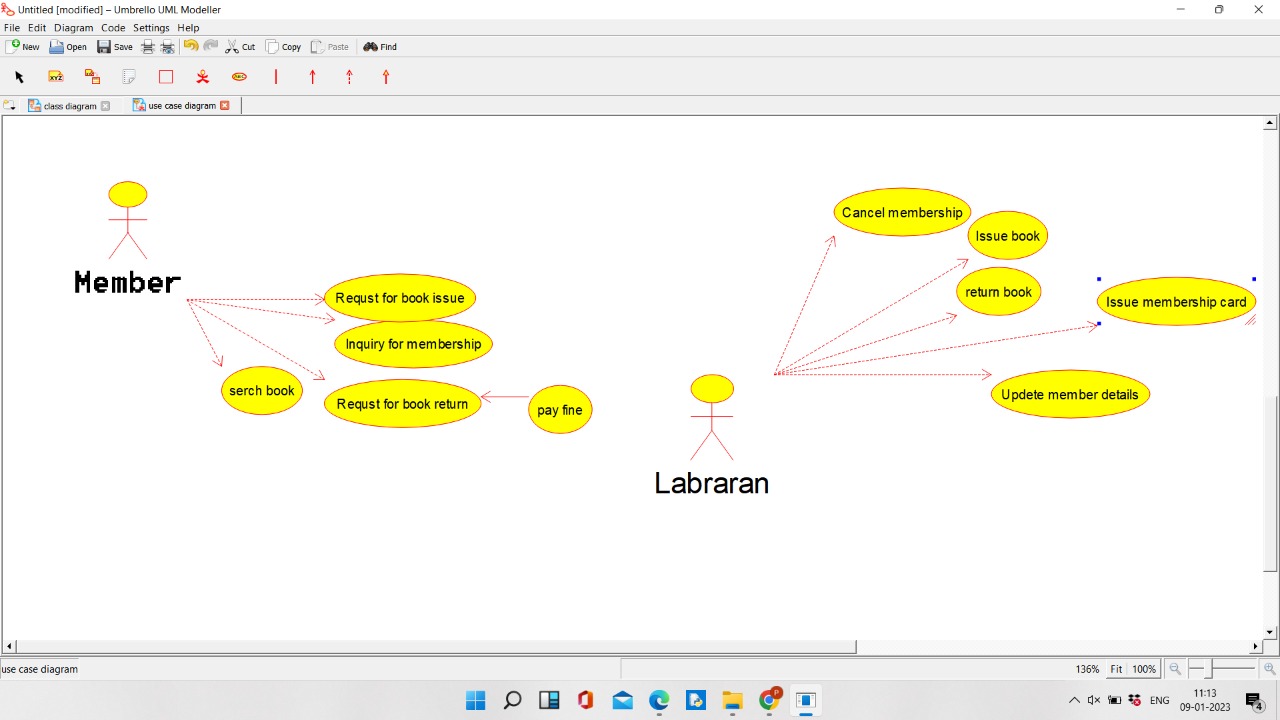 Untitled [modified] – Umbrello UML Modeller
File Edit Diagram Code Settings Help
New Open Save Cut Copy Paste Find
XYZ
class diagram use case diagram
Member
Requst for book issue
Inquiry for membership
serch book
Requst for book return
pay fine
Cancel membership
Issue book
return book
Issue membership card
Updete member details
Labraran
use case diagram
136% Fit 100%
P
ENG
11:13
09-01-2023
4